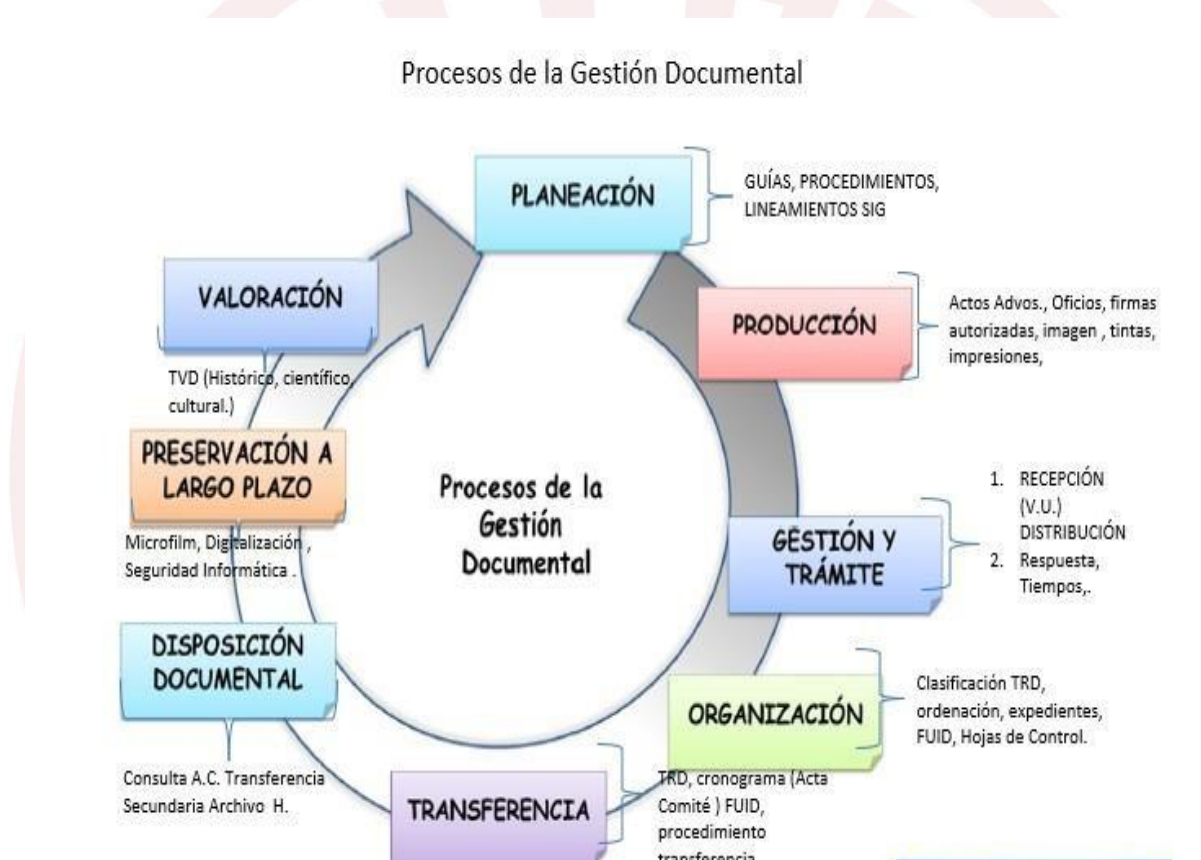 Procesos de la Gestión Documental
PLANEACIÓN
GUÍAS, PROCEDIMIENTOS,
LINEAMIENTOS SIG
PRODUCCIÓN
Actos Advos., Oficios, firmas
autorizadas, imagen , tintas,
impresiones,
GESTIÓN Y
TRÁMITE
1. RECEPCIÓN
(V.U.)
DISTRIBUCIÓN
2. Respuesta,
Tiempos,.
ORGANIZACIÓN
Clasificación TRD,
ordenación, expedientes,
FUID, Hojas de Control.
TRANSFERENCIA
TRD, cronograma (Acta
Comité ) FUID,
procedimiento
transferencia
DISPOSICIÓN
DOCUMENTAL
Consulta A.C. Transferencia
Secundaria Archivo H.
PRESERVACIÓN A
LARGO PLAZO
Microfilm, Digitalización ,
Seguridad Informática .
VALORACIÓN
TVD (Histórico, científico,
cultural.)
Procesos de la
Gestión
Documental